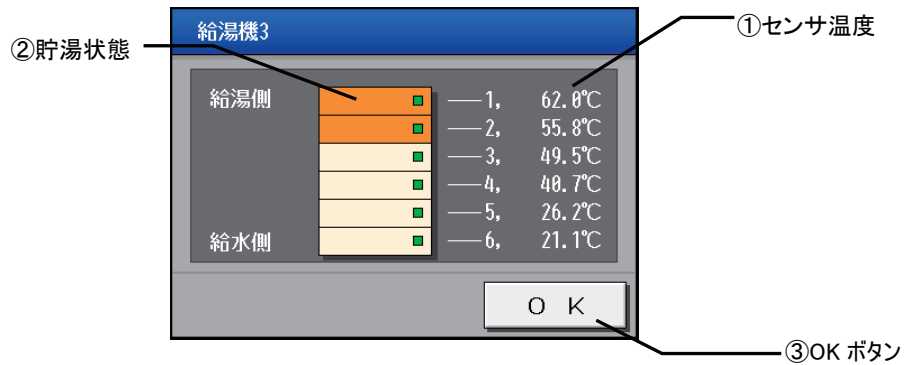 給湯機3
①センサ温度
②貯湯状態
給湯側 1, 62.0℃
2, 55.8℃
3, 49.5℃
4, 40.7℃
5, 26.2℃
給水側 6, 21.1℃
OK
③OK ボタン